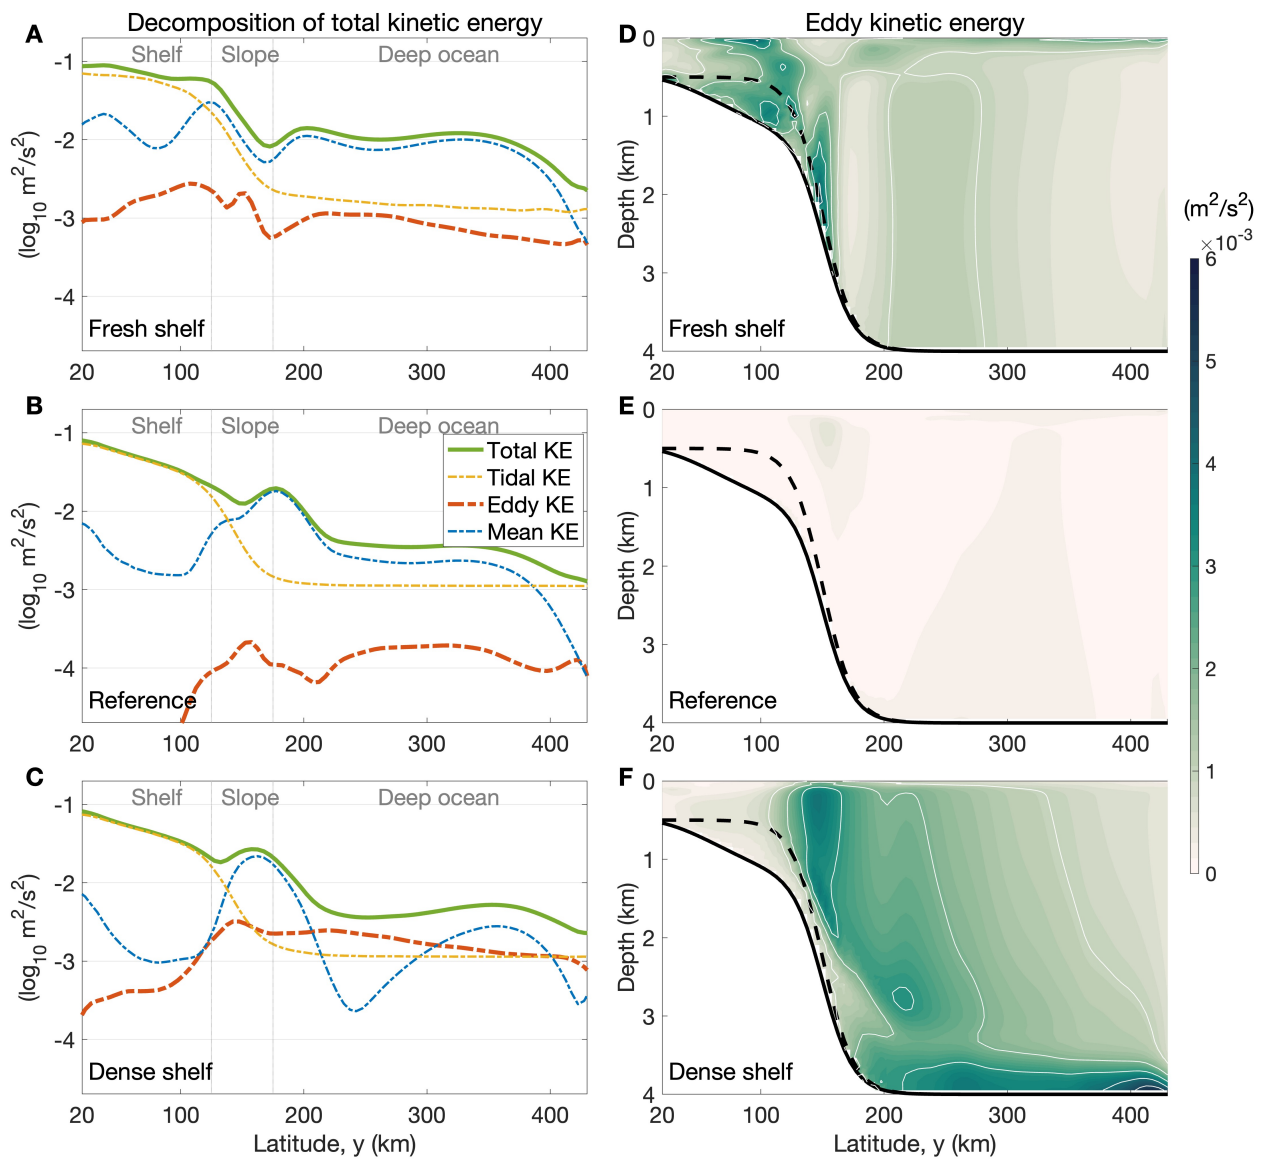 A
Decomposition of total kinetic energy
D
Eddy kinetic energy
Shelf Slope Deep ocean
-1
-2
-3
-4
(log10 m2/s2)
Fresh shelf
20 100 200 300 400
0
1
2
3
4
Depth (km)
Fresh shelf
20 100 200 300 400
B
Shelf Slope Deep ocean
-1
-2
-3
-4
(log10 m2/s2)
Total KE
Tidal KE
Eddy KE
Mean KE
Reference
20 100 200 300 400
E
0
1
2
3
4
Depth (km)
Reference
20 100 200 300 400
C
Shelf Slope Deep ocean
-1
-2
-3
-4
(log10 m2/s2)
Dense shelf
20 100 200 300 400
Latitude, y (km)
F
0
1
2
3
4
Depth (km)
Dense shelf
20 100 200 300 400
Latitude, y (km)
(m2/s2)
×10-3
6
5
4
3
2
1
0